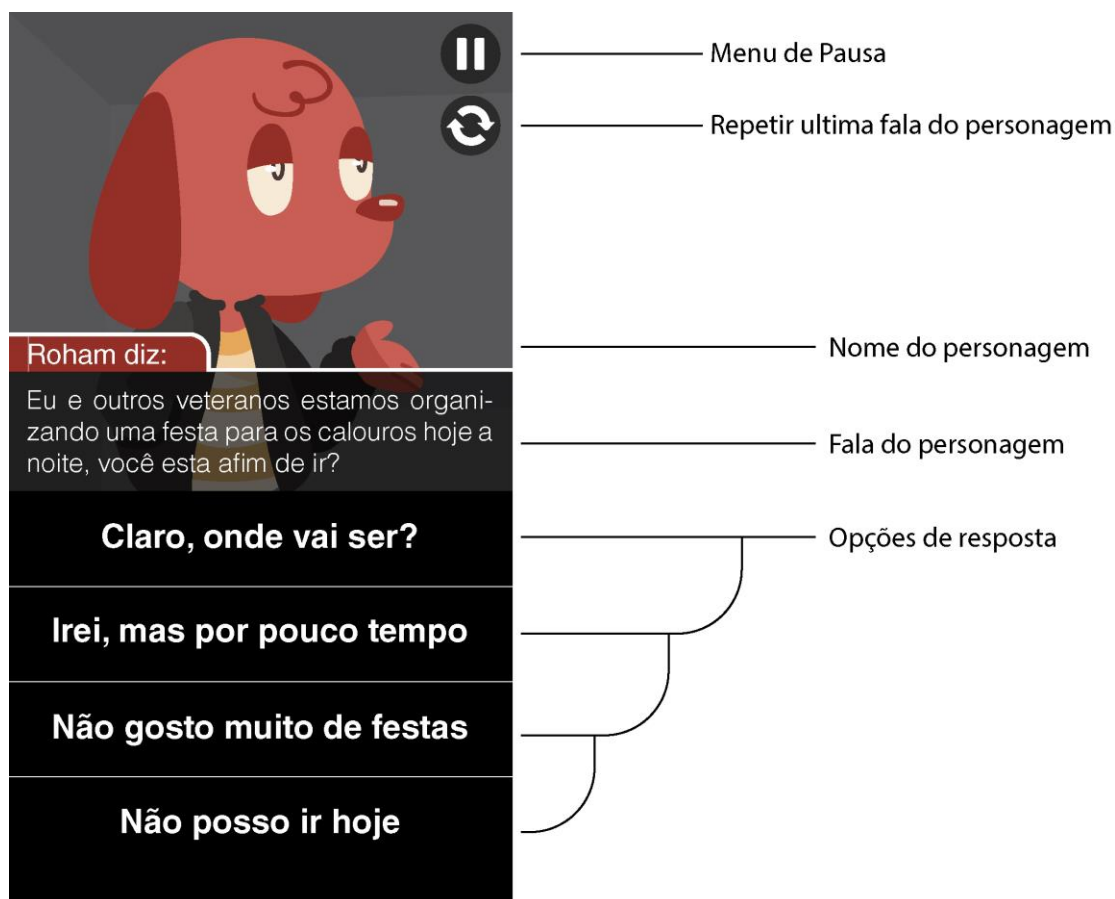 Menu de Pausa
Repetir ultima fala do personagem
Roham diz:
Nome do personagem
Eu e outros veteranos estamos organi-
zando uma festa para os calouros hoje a
noite, você esta afim de ir?
Fala do personagem
Claro, onde vai ser?
Opções de resposta
Irei, mas por pouco tempo
Não gosto muito de festas
Não posso ir hoje